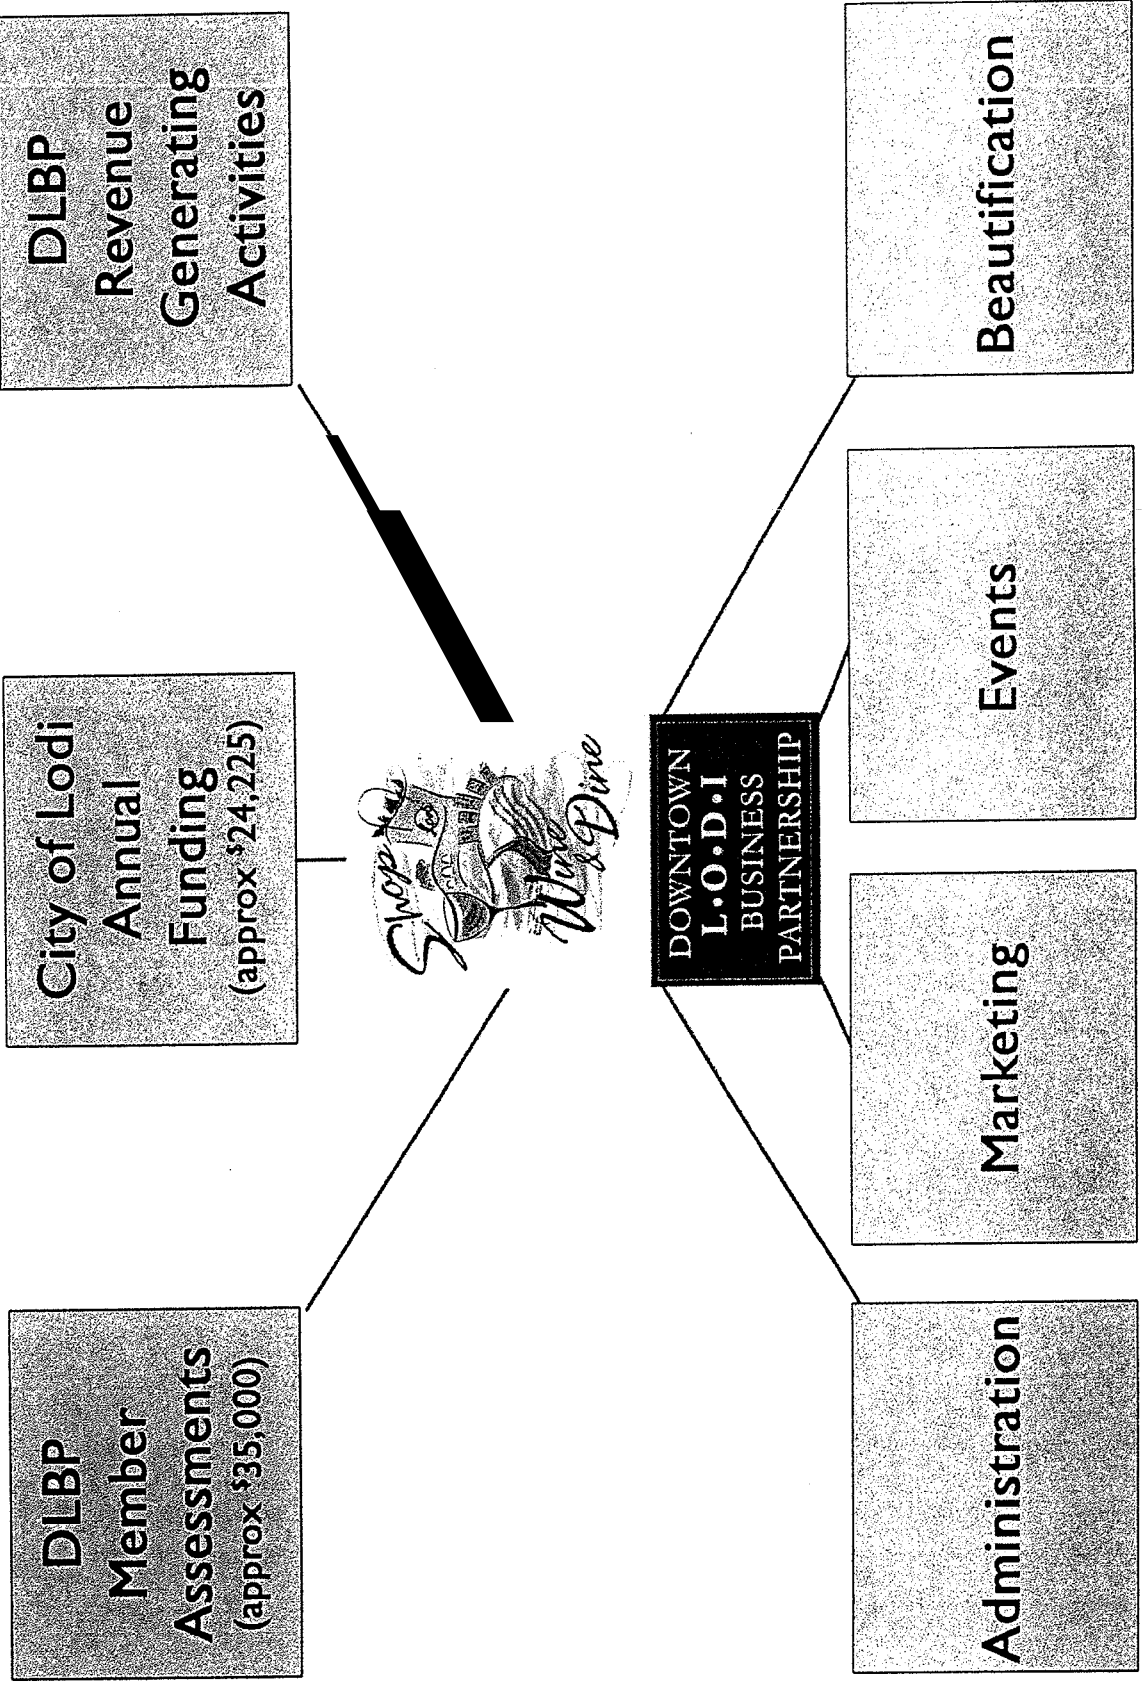 DLBP
Member
Assessments
(approx $35,000)
City of Lodi
Annual
Funding
(approx $24,225)
DLBP
Revenue
Generating
Activities
Shop
Wine
& Dine
DOWNTOWN
L•O•D•I
BUSINESS
PARTNERSHIP
Administration
Marketing
Events
Beautification